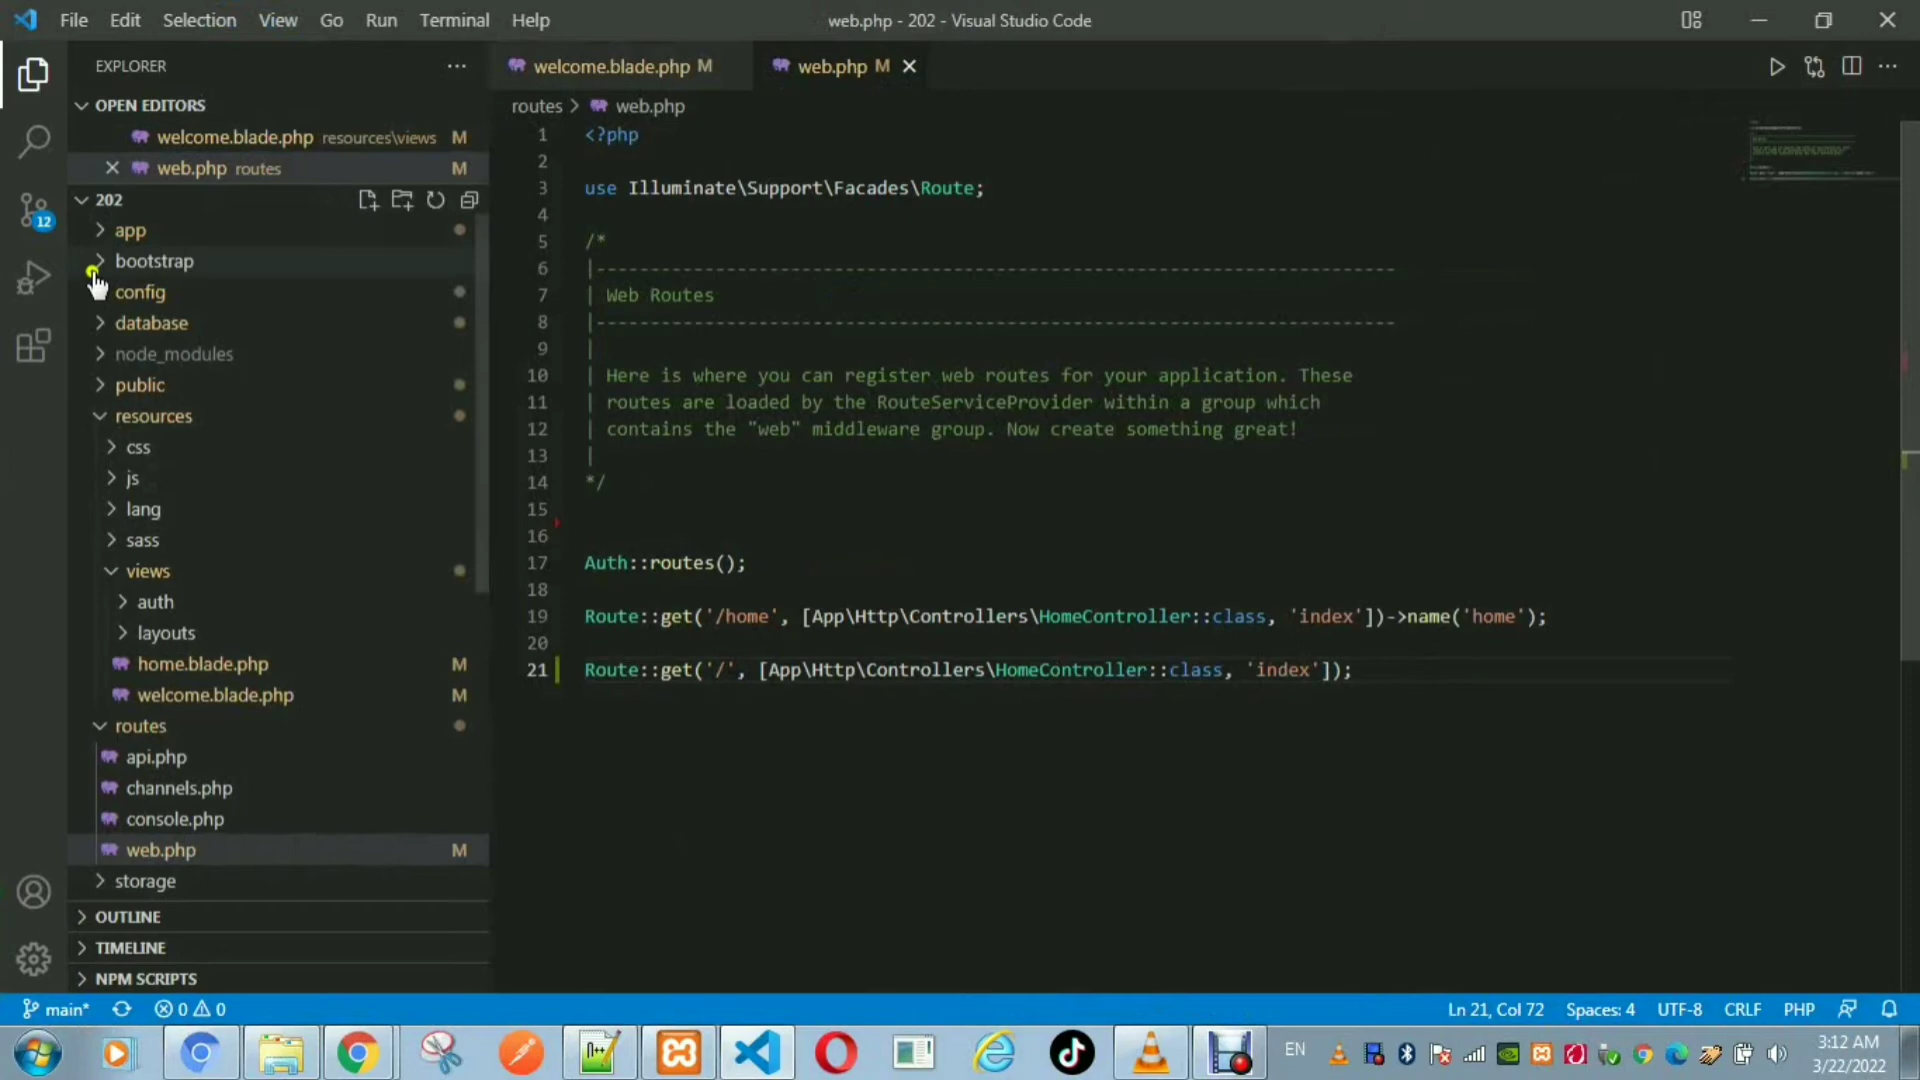 File Edit Selection View Go Run Terminal Help
web.php - 202 - Visual Studio Code
EXPLORER
OPEN EDITORS
welcome.blade.php resources\views M
web.php routes M
202
app
bootstrap
config
database
node_modules
public
resources
css
js
lang
sass
views
auth
layouts
home.blade.php M
welcome.blade.php M
routes
api.php
channels.php
console.php
web.php M
storage
OUTLINE
TIMELINE
NPM SCRIPTS
12
welcome.blade.php M
web.php M
routes > web.php
1 <?php
2
3 use Illuminate\Support\Facades\Route;
4
5 /*
6 |--------------------------------------------------------------------------
7 | Web Routes
8 |--------------------------------------------------------------------------
9 |
10 | Here is where you can register web routes for your application. These
11 | routes are loaded by the RouteServiceProvider within a group which
12 | contains the "web" middleware group. Now create something great!
13 |
14 */
15
16
17 Auth::routes();
18
19 Route::get('/home', [App\Http\Controllers\HomeController::class, 'index'])->name('home');
20
21 Route::get('/', [App\Http\Controllers\HomeController::class, 'index']);
main* 0 0
Ln 21, Col 72 Spaces: 4 UTF-8 CRLF PHP
EN
3:12 AM
3/22/2022